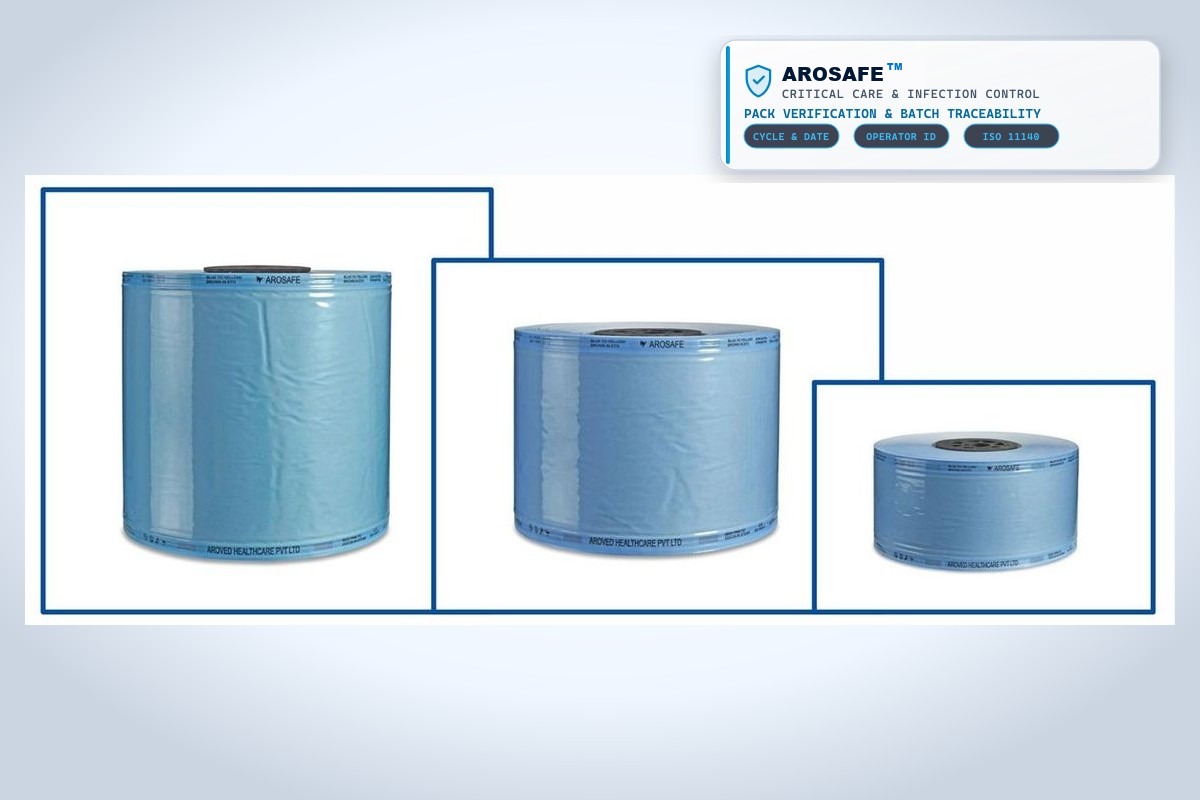 AROSAFE™
CRITICAL CARE & INFECTION CONTROL
PACK VERIFICATION & BATCH TRACEABILITY
CYCLE & DATE
OPERATOR ID
ISO 11140
AROSAFE
AROVED HEALTHCARE PVT LTD
AROSAFE
AROVED HEALTHCARE PVT LTD
AROSAFE
AROVED HEALTHCARE PVT LTD